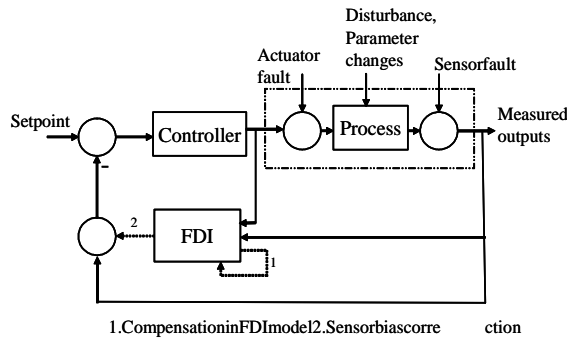 Disturbance,
Parameter
changes
Actuator
fault
Sensorfault
Setpoint
Controller
Process
Measured
outputs
-
2
FDI
1
1.CompensationinFDImodel2.Sensorbiascorre ction